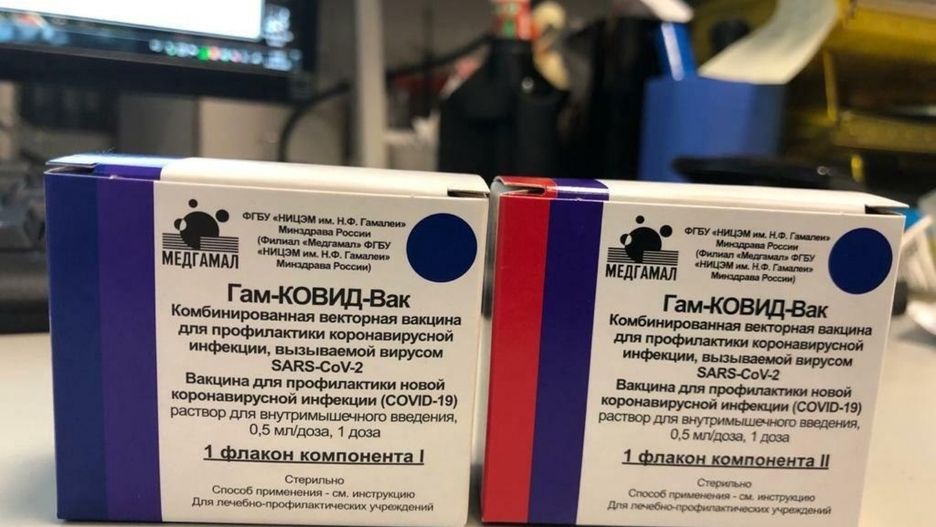 ФГБУ «НИЦЭМ им. Н.Ф. Гамалеи»
Минздрава России
(Филиал «Медгамал» ФГБУ
«НИЦЭМ им. Н.Ф. Гамалеи»
Минздрава России)
МЕДГАМАЛ
Гам-КОВИД-Вак
Комбинированная векторная вакцина
для профилактики коронавирусной
инфекции, вызываемой вирусом
SARS-CoV-2
Вакцина для профилактики новой
коронавирусной инфекции (COVID-19)
раствор для внутримышечного введения,
0,5 мл/доза, 1 доза
1 флакон компонента I
Стерильно
Способ применения - см. инструкцию
Для лечебно-профилактических учреждений
ФГБУ «НИЦЭМ им. Н.Ф. Гамалеи»
Минздрава России
(Филиал «Медгамал» ФГБУ
«НИЦЭМ им. Н.Ф. Гамалеи»
Минздрава России)
МЕДГАМАЛ
Гам-КОВИД-Вак
Комбинированная векторная вакцина
для профилактики коронавирусной
инфекции, вызываемой вирусом
SARS-CoV-2
Вакцина для профилактики новой
коронавирусной инфекции (COVID-19)
раствор для внутримышечного введения,
0,5 мл/доза, 1 доза
1 флакон компонента II
Стерильно
Способ применения - см. инструкцию
Для лечебно-профилактических учреждений